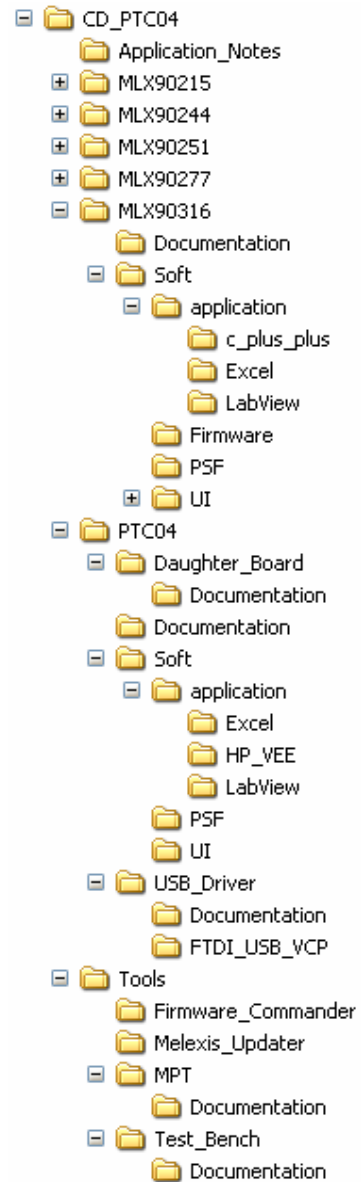 CD_PTC04
Application_Notes
MLX90215
MLX90244
MLX90251
MLX90277
MLX90316
Documentation
Soft
application
c_plus_plus
Excel
LabView
Firmware
PSF
UI
PTC04
Daughter_Board
Documentation
Documentation
Soft
application
Excel
HP_VEE
LabView
PSF
UI
USB_Driver
Documentation
FTDI_USB_VCP
Tools
Firmware_Commander
Melexis_Updater
MPT
Documentation
Test_Bench
Documentation